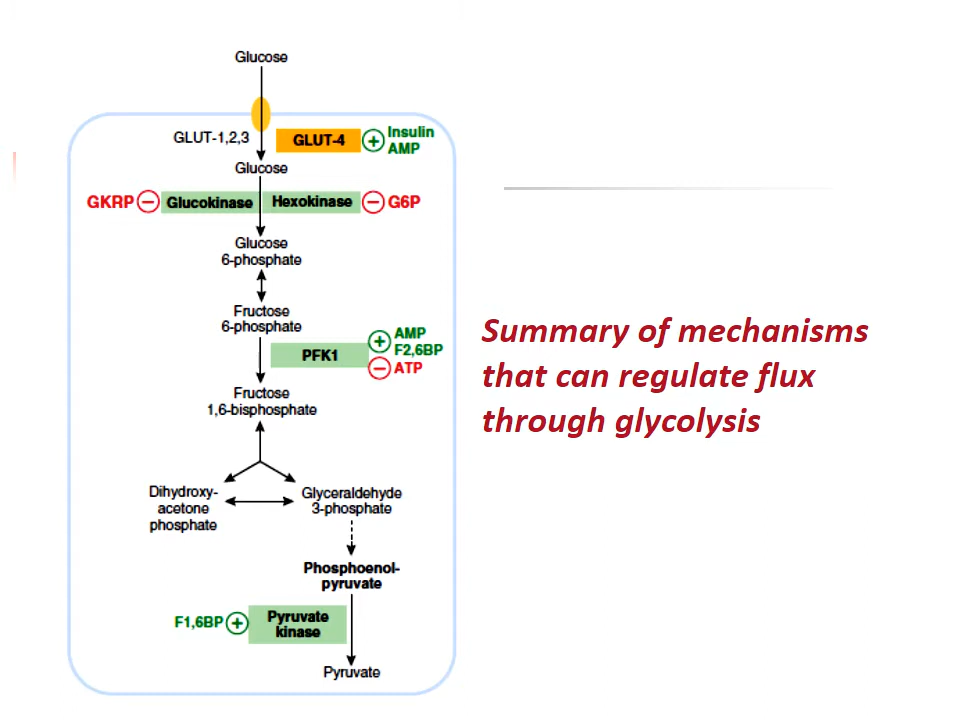 Glucose
GLUT-1,2,3
GLUT-4
+ Insulin
AMP
Glucose
GKRP − Glucokinase
Hexokinase − G6P
Glucose
6-phosphate
Fructose
6-phosphate
PFK1
+ AMP
F2,6BP
− ATP
Fructose
1,6-bisphosphate
Dihydroxy-
acetone
phosphate
Glyceraldehyde
3-phosphate
Phosphoenol-
pyruvate
F1,6BP +
Pyruvate
kinase
Pyruvate
Summary of mechanisms
that can regulate flux
through glycolysis